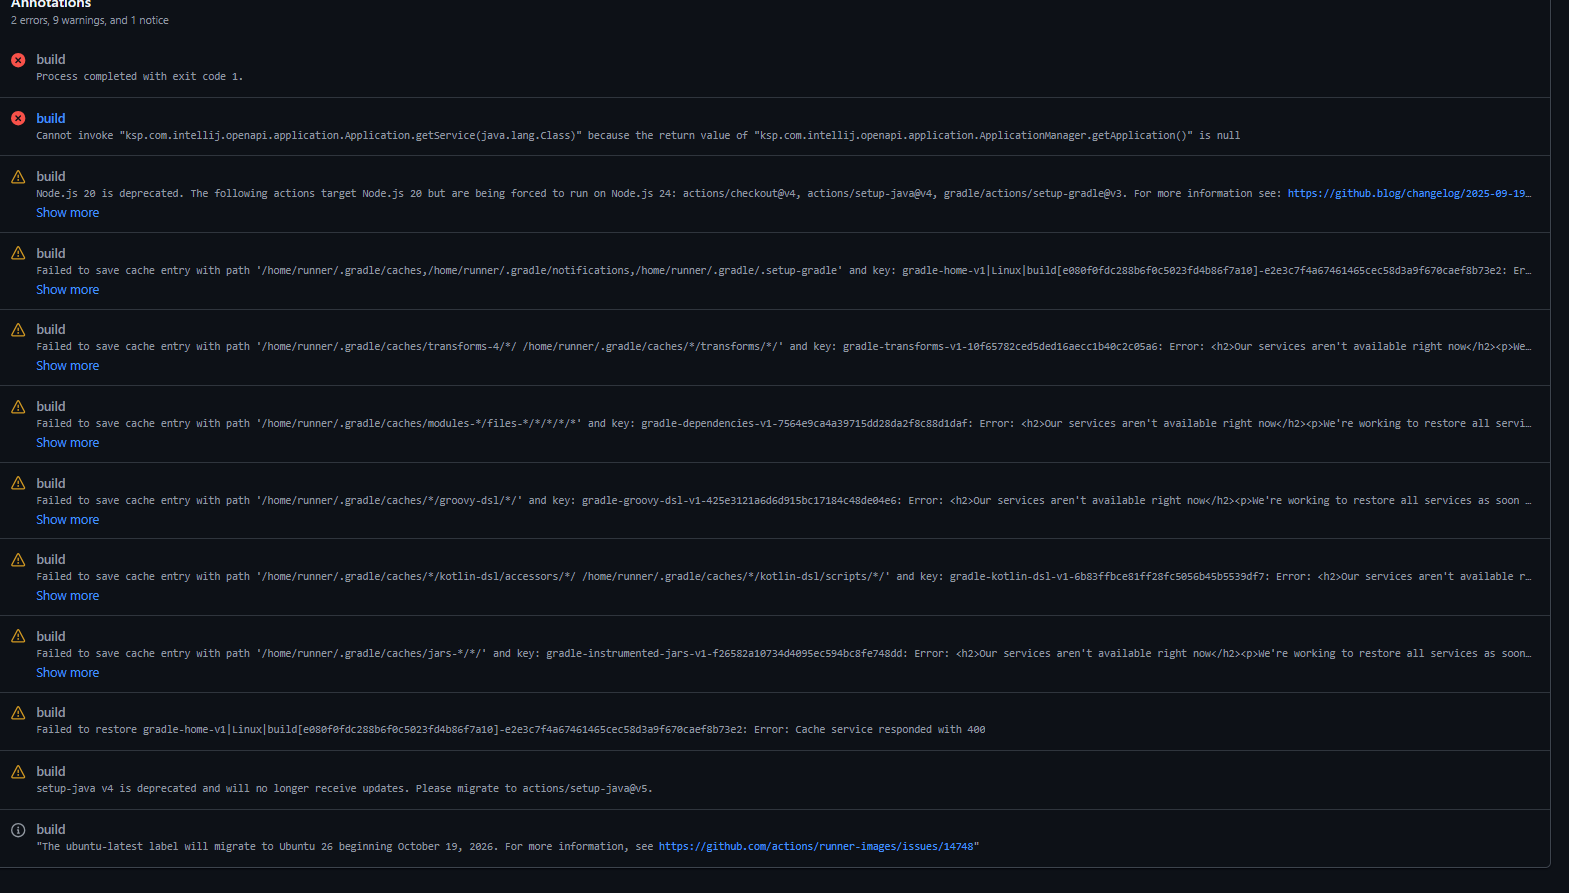 Annotations
2 errors, 9 warnings, and 1 notice
build
Process completed with exit code 1.
build
Cannot invoke "ksp.com.intellij.openapi.application.Application.getService(java.lang.Class)" because the return value of "ksp.com.intellij.openapi.application.ApplicationManager.getApplication()" is null
build
Node.js 20 is deprecated. The following actions target Node.js 20 but are being forced to run on Node.js 24: actions/checkout@v4, actions/setup-java@v4, gradle/actions/setup-gradle@v3. For more information see: https://github.blog/changelog/2025-09-19…
Show more
build
Failed to save cache entry with path '/home/runner/.gradle/caches,/home/runner/.gradle/notifications,/home/runner/.gradle/.setup-gradle' and key: gradle-home-v1|Linux|build[e080f0fdc288b6f0c5023fd4b86f7a10]-e2e3c7f4a67461465cec58d3a9f670caef8b73e2: Er…
Show more
build
Failed to save cache entry with path '/home/runner/.gradle/caches/transforms-4/*/ /home/runner/.gradle/caches/*/transforms/*/' and key: gradle-transforms-v1-10f65782ced5ded16aecc1b40c2c05a6: Error: <h2>Our services aren't available right now</h2><p>We…
Show more
build
Failed to save cache entry with path '/home/runner/.gradle/caches/modules-*/files-*/*/*/*/*' and key: gradle-dependencies-v1-7564e9ca4a39715dd28da2f8c88d1daf: Error: <h2>Our services aren't available right now</h2><p>We're working to restore all servi…
Show more
build
Failed to save cache entry with path '/home/runner/.gradle/caches/*/groovy-dsl/*/' and key: gradle-groovy-dsl-v1-425e3121a6d6d915bc17184c48de04e6: Error: <h2>Our services aren't available right now</h2><p>We're working to restore all services as soon …
Show more
build
Failed to save cache entry with path '/home/runner/.gradle/caches/*/kotlin-dsl/accessors/*/ /home/runner/.gradle/caches/*/kotlin-dsl/scripts/*/' and key: gradle-kotlin-dsl-v1-6b83ffbce81ff28fc5056b45b5539df7: Error: <h2>Our services aren't available r…
Show more
build
Failed to save cache entry with path '/home/runner/.gradle/caches/jars-*/*/' and key: gradle-instrumented-jars-v1-f26582a10734d4095ec594bc8fe748dd: Error: <h2>Our services aren't available right now</h2><p>We're working to restore all services as soon…
Show more
build
Failed to restore gradle-home-v1|Linux|build[e080f0fdc288b6f0c5023fd4b86f7a10]-e2e3c7f4a67461465cec58d3a9f670caef8b73e2: Error: Cache service responded with 400
build
setup-java v4 is deprecated and will no longer receive updates. Please migrate to actions/setup-java@v5.
build
"The ubuntu-latest label will migrate to Ubuntu 26 beginning October 19, 2026. For more information, see https://github.com/actions/runner-images/issues/14748"